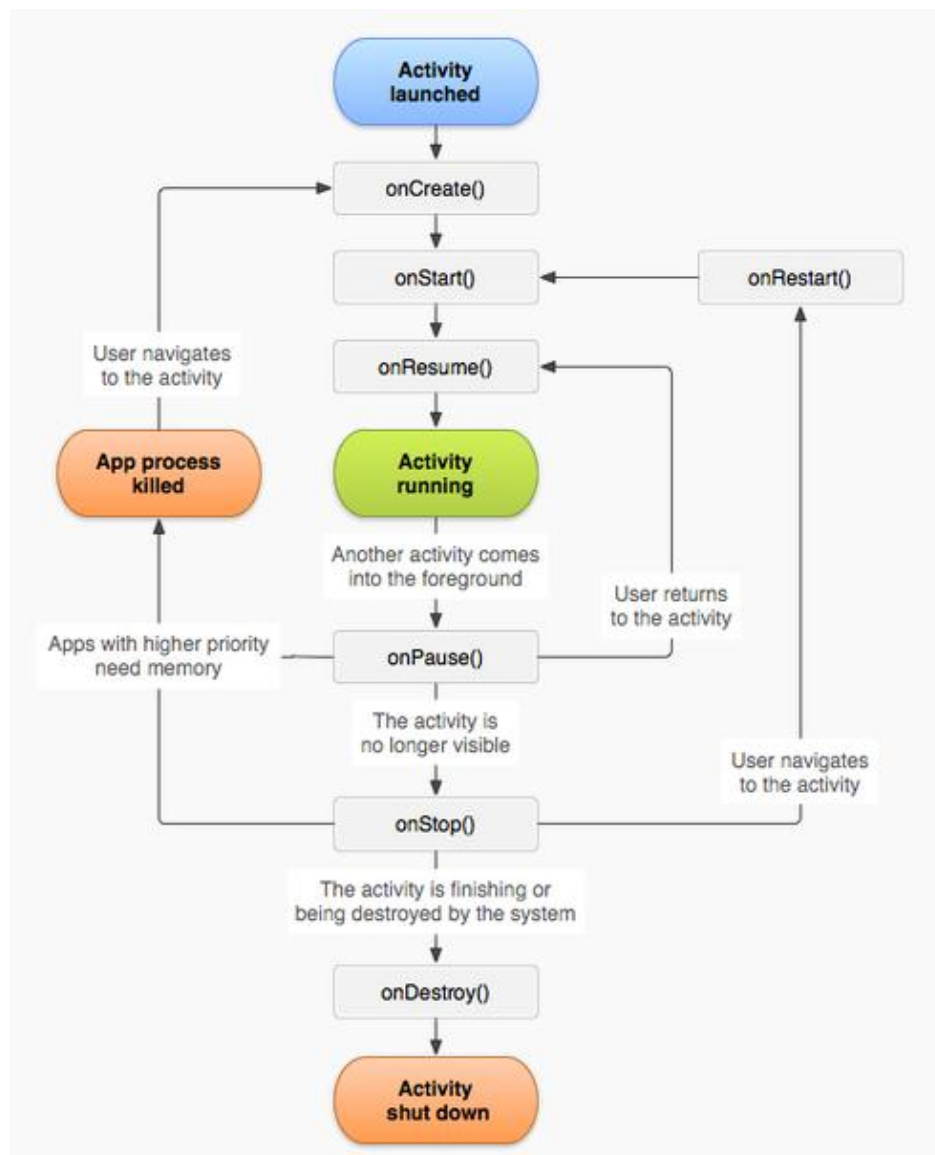 Activity
launched
onCreate()
onStart()
onRestart()
onResume()
User navigates
to the activity
App process
killed
Activity
running
Another activity comes
into the foreground
User returns
to the activity
Apps with higher priority
need memory
onPause()
The activity is
no longer visible
User navigates
to the activity
onStop()
The activity is finishing or
being destroyed by the system
onDestroy()
Activity
shut down